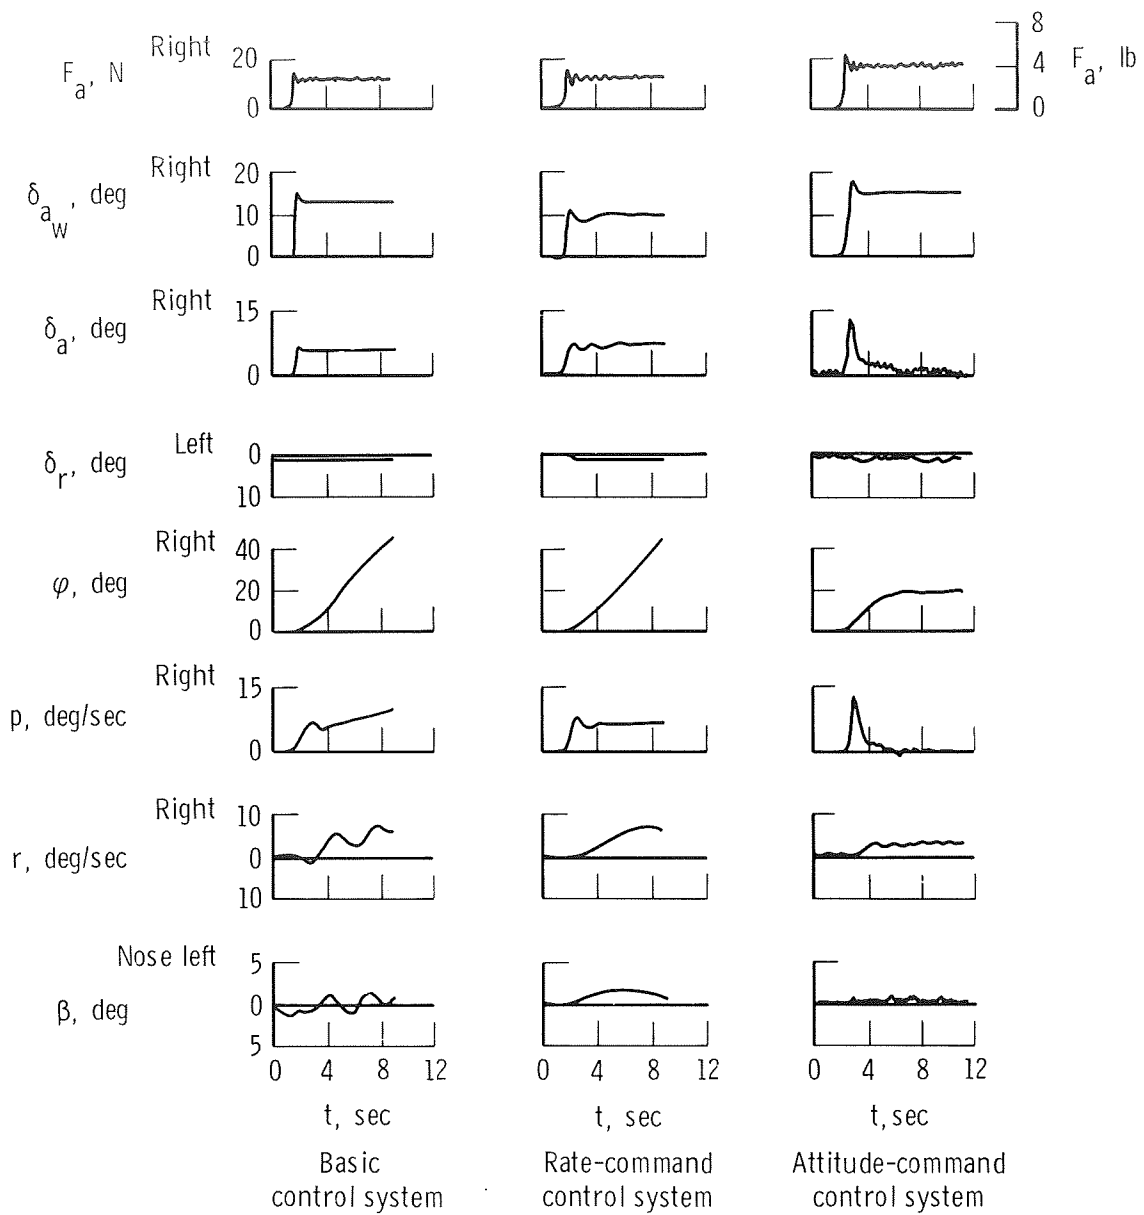 Right
8
F_a, N
20
4
F_a, lb
0
0
Right
20
δ_a_w, deg
10
0
Right
15
δ_a, deg
0
Left
0
δ_r, deg
10
Right
40
φ, deg
20
0
Right
15
p, deg/sec
0
Right
10
r, deg/sec
0
10
Nose left
5
β, deg
0
5
0 4 8 12 0 4 8 12 0 4 8 12
t, sec t, sec t, sec
Basic Rate-command Attitude-command
control system control system control system